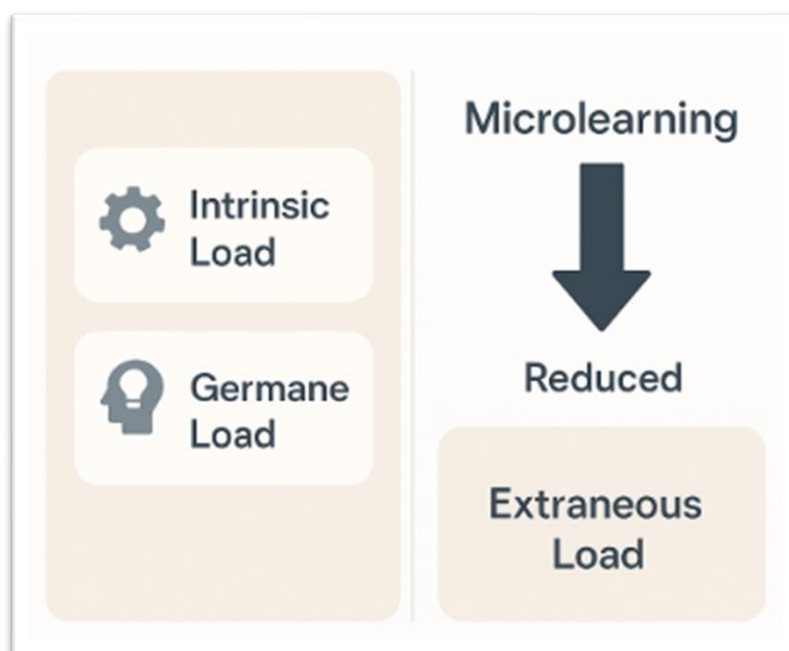 Intrinsic
Load
Germane
Load
Microlearning
Reduced
Extraneous
Load